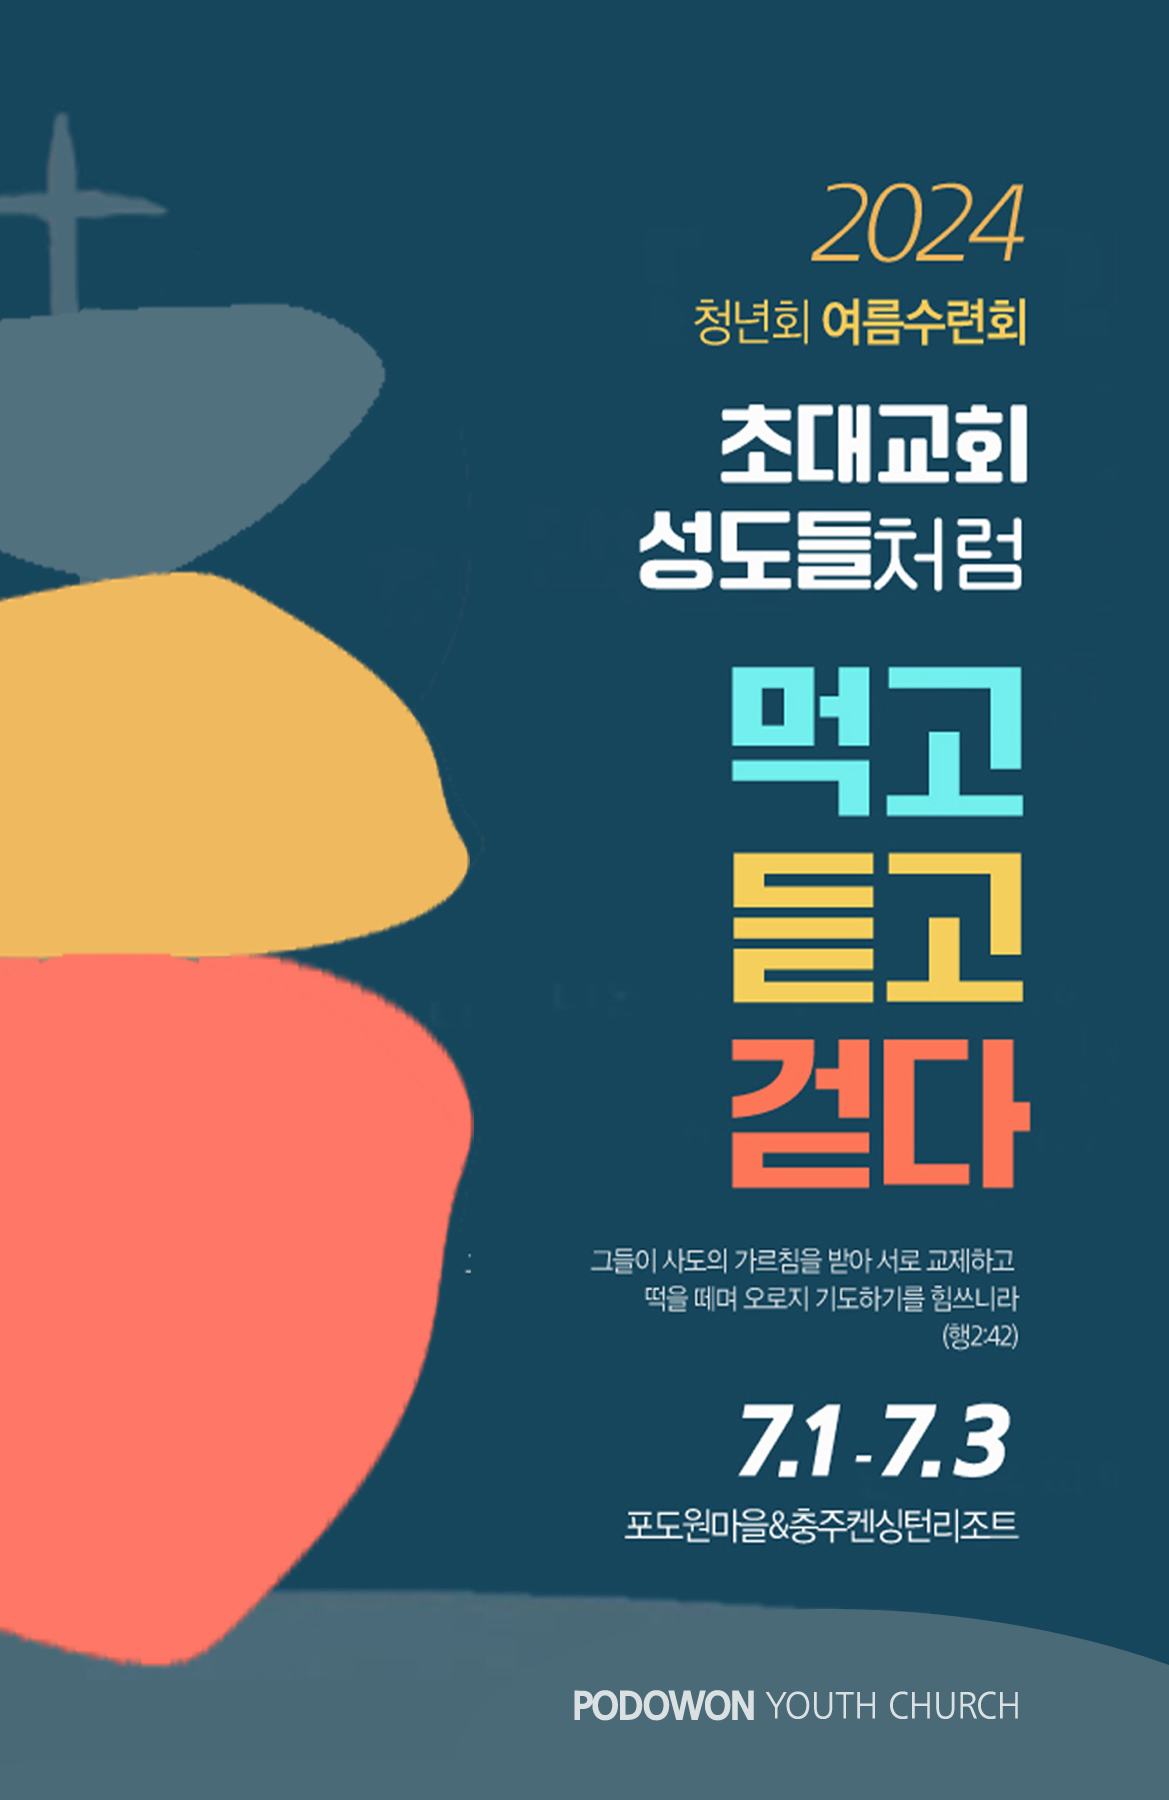 2024
청년회 여름수련회
초대교회
성도들처럼
먹고
듣고
걷다
그들이 사도의 가르침을 받아 서로 교제하고
떡을 떼며 오로지 기도하기를 힘쓰니라
(행2:42)
7.1-7.3
포도원마을&충주켄싱턴리조트
PODOWON YOUTH CHURCH